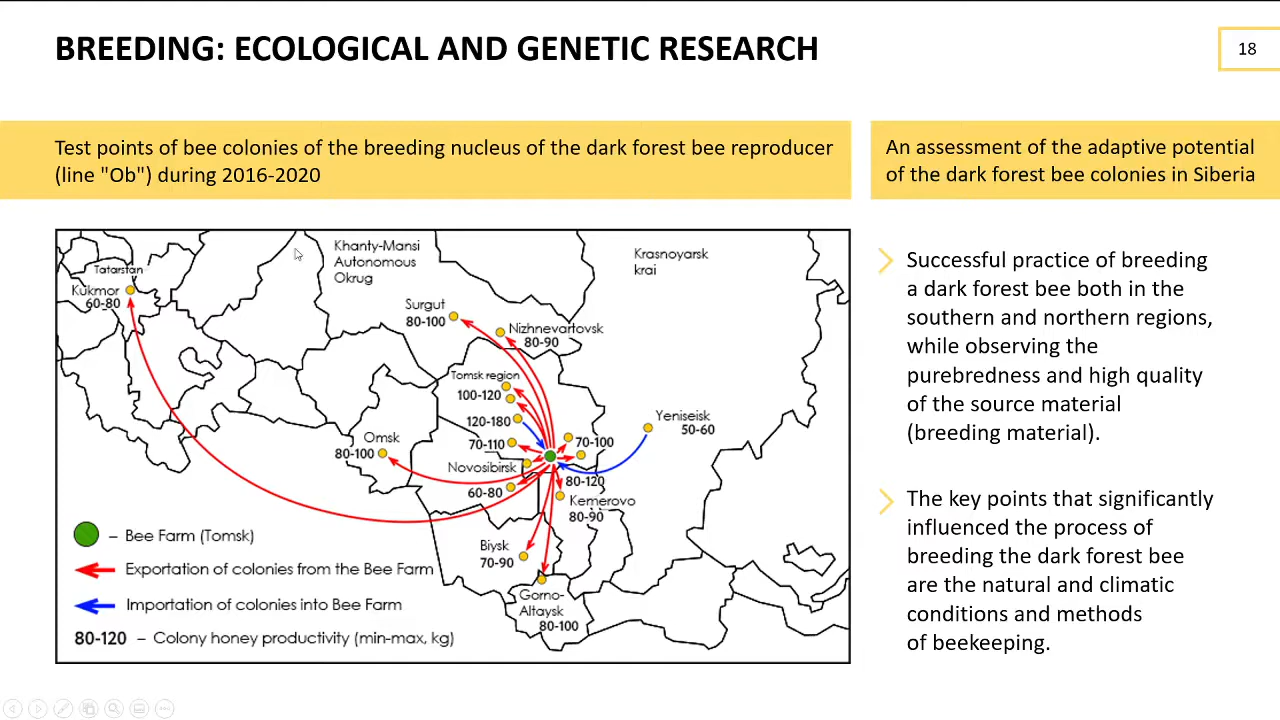 BREEDING: ECOLOGICAL AND GENETIC RESEARCH
18
Test points of bee colonies of the breeding nucleus of the dark forest bee reproducer
(line "Ob") during 2016-2020
An assessment of the adaptive potential
of the dark forest bee colonies in Siberia
Khanty-Mansi
Autonomous
Okrug
Krasnoyarsk
krai
Tatarstan
Kukmor
60-80
Surgut
80-100
Nizhnevartovsk
80-90
Tomsk region
100-120
120-180
70-110
70-100
Yeniseisk
50-60
Omsk
80-100
Novosibirsk
60-80
80-120
Kemerovo
80-90
Biysk
70-90
Gorno-
Altaysk
80-100
– Bee Farm (Tomsk)
Exportation of colonies from the Bee Farm
Importation of colonies into Bee Farm
80-120 – Colony honey productivity (min-max, kg)
Successful practice of breeding
a dark forest bee both in the
southern and northern regions,
while observing the
purebredness and high quality
of the source material
(breeding material).
The key points that significantly
influenced the process of
breeding the dark forest bee
are the natural and climatic
conditions and methods
of beekeeping.